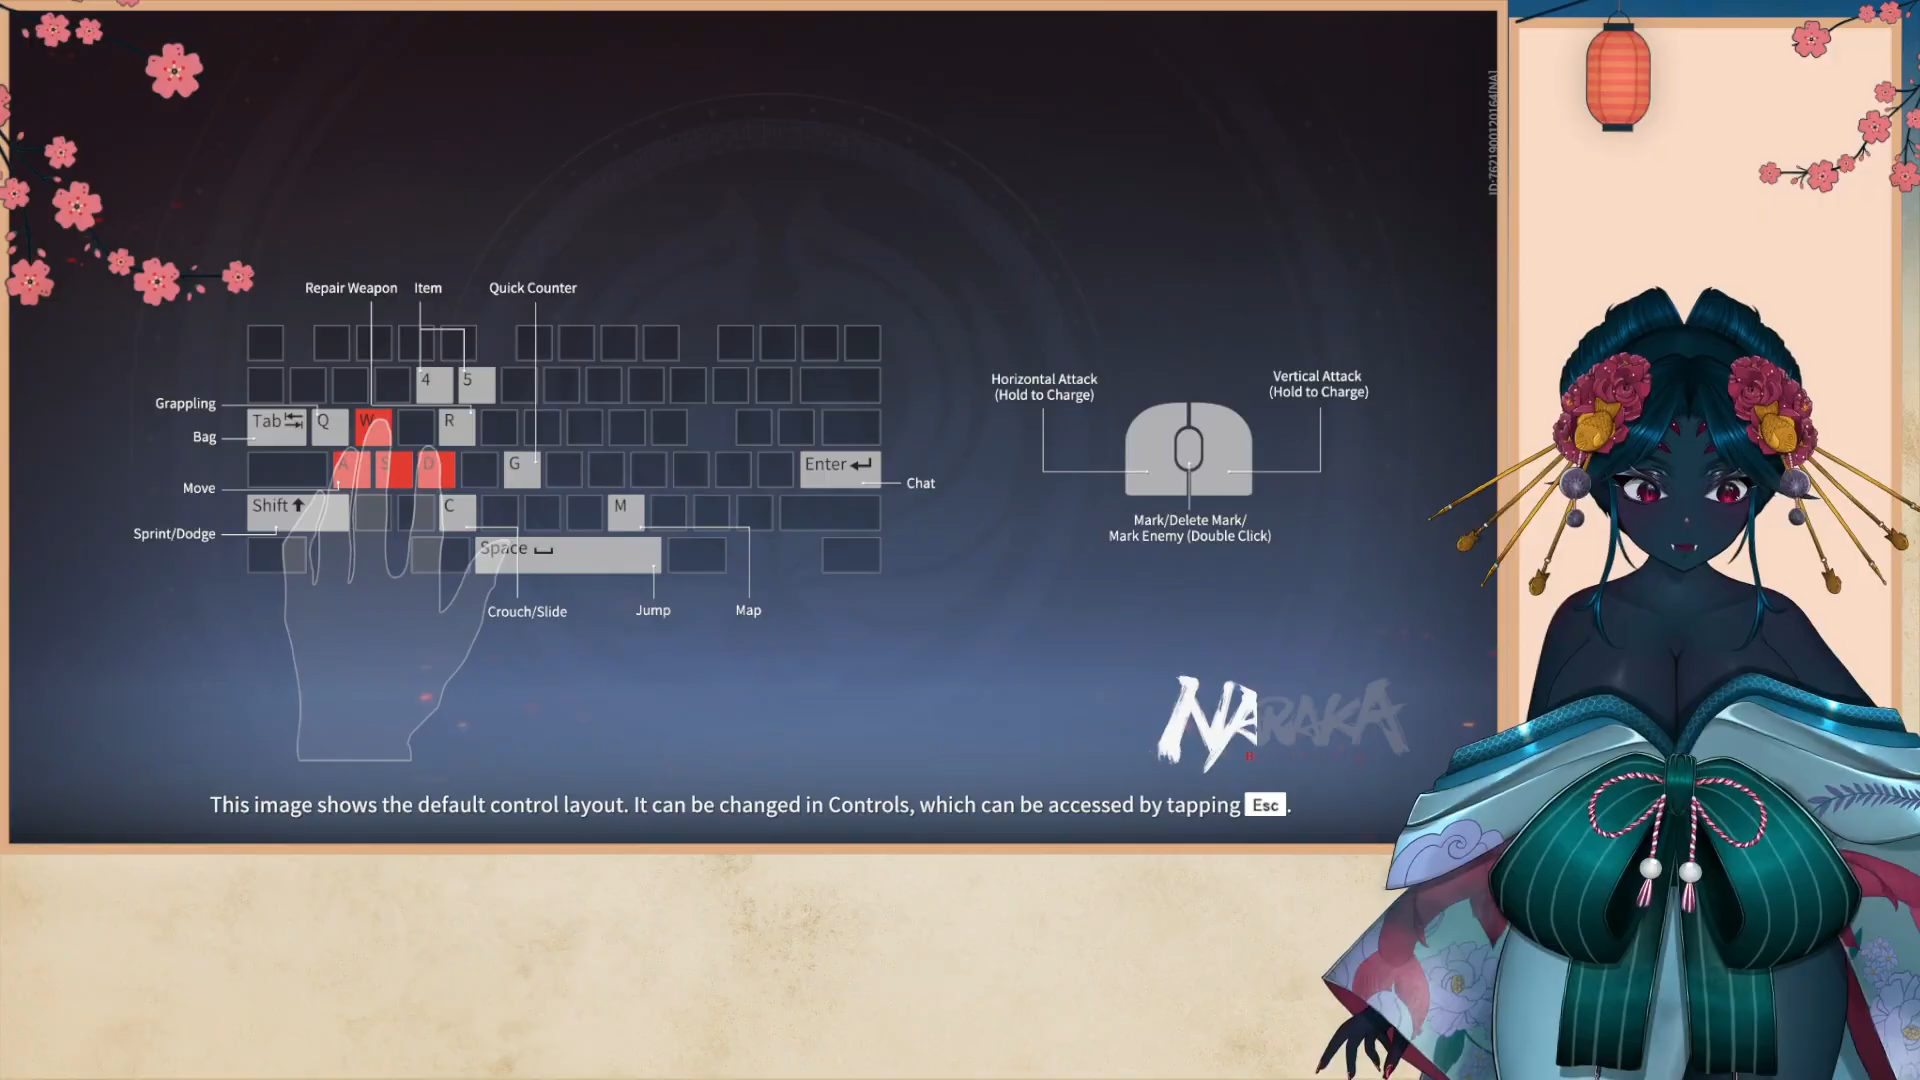 ID:7621900120164[NA]
Repair Weapon
Item
Quick Counter
4
5
Grappling
Tab
Q
W
R
Bag
A
S
D
G
Enter
Chat
Move
Shift
C
M
Sprint/Dodge
Space
Crouch/Slide
Jump
Map
Horizontal Attack
(Hold to Charge)
Vertical Attack
(Hold to Charge)
Mark/Delete Mark/
Mark Enemy (Double Click)
NARAKA
This image shows the default control layout. It can be changed in Controls, which can be accessed by tapping Esc.